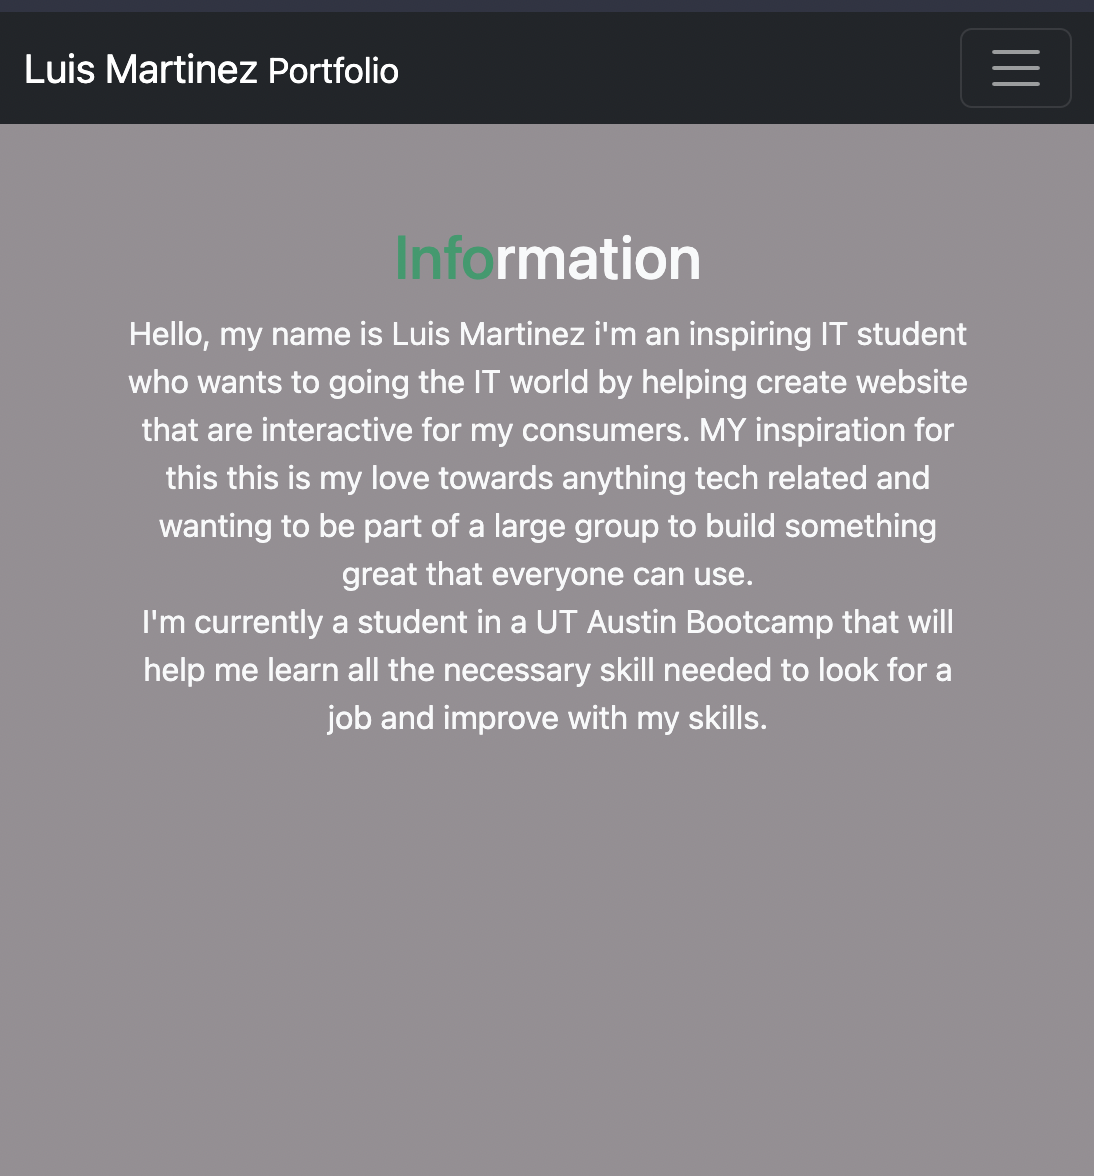 Luis Martinez Portfolio
Information
Hello, my name is Luis Martinez i'm an inspiring IT student
who wants to going the IT world by helping create website
that are interactive for my consumers. MY inspiration for
this this is my love towards anything tech related and
wanting to be part of a large group to build something
great that everyone can use.
I'm currently a student in a UT Austin Bootcamp that will
help me learn all the necessary skill needed to look for a
job and improve with my skills.